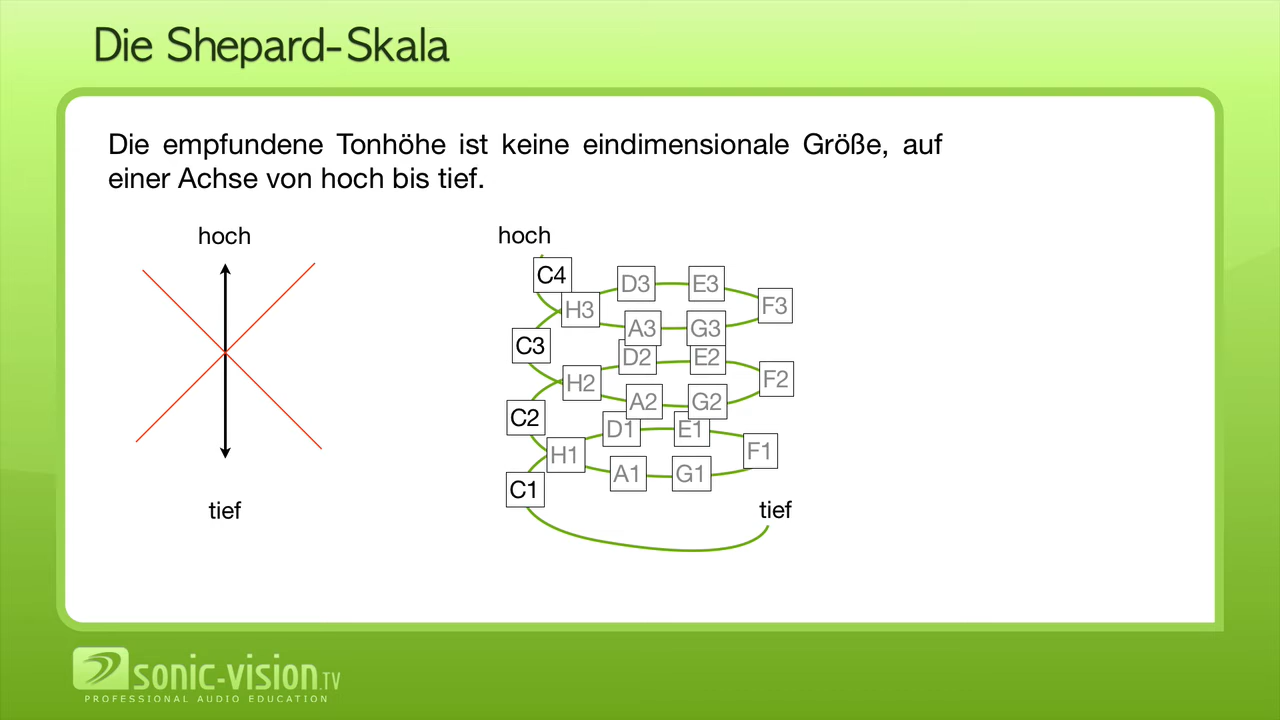 Die Shepard-Skala
Die empfundene Tonhöhe ist keine eindimensionale Größe, auf
einer Achse von hoch bis tief.
hoch
tief
hoch
C4
D3
E3
H3
F3
A3
G3
C3
D2
E2
H2
F2
A2
G2
C2
D1
E1
H1
F1
A1
G1
C1
tief
sonic-vision.TV
PROFESSIONAL AUDIO EDUCATION